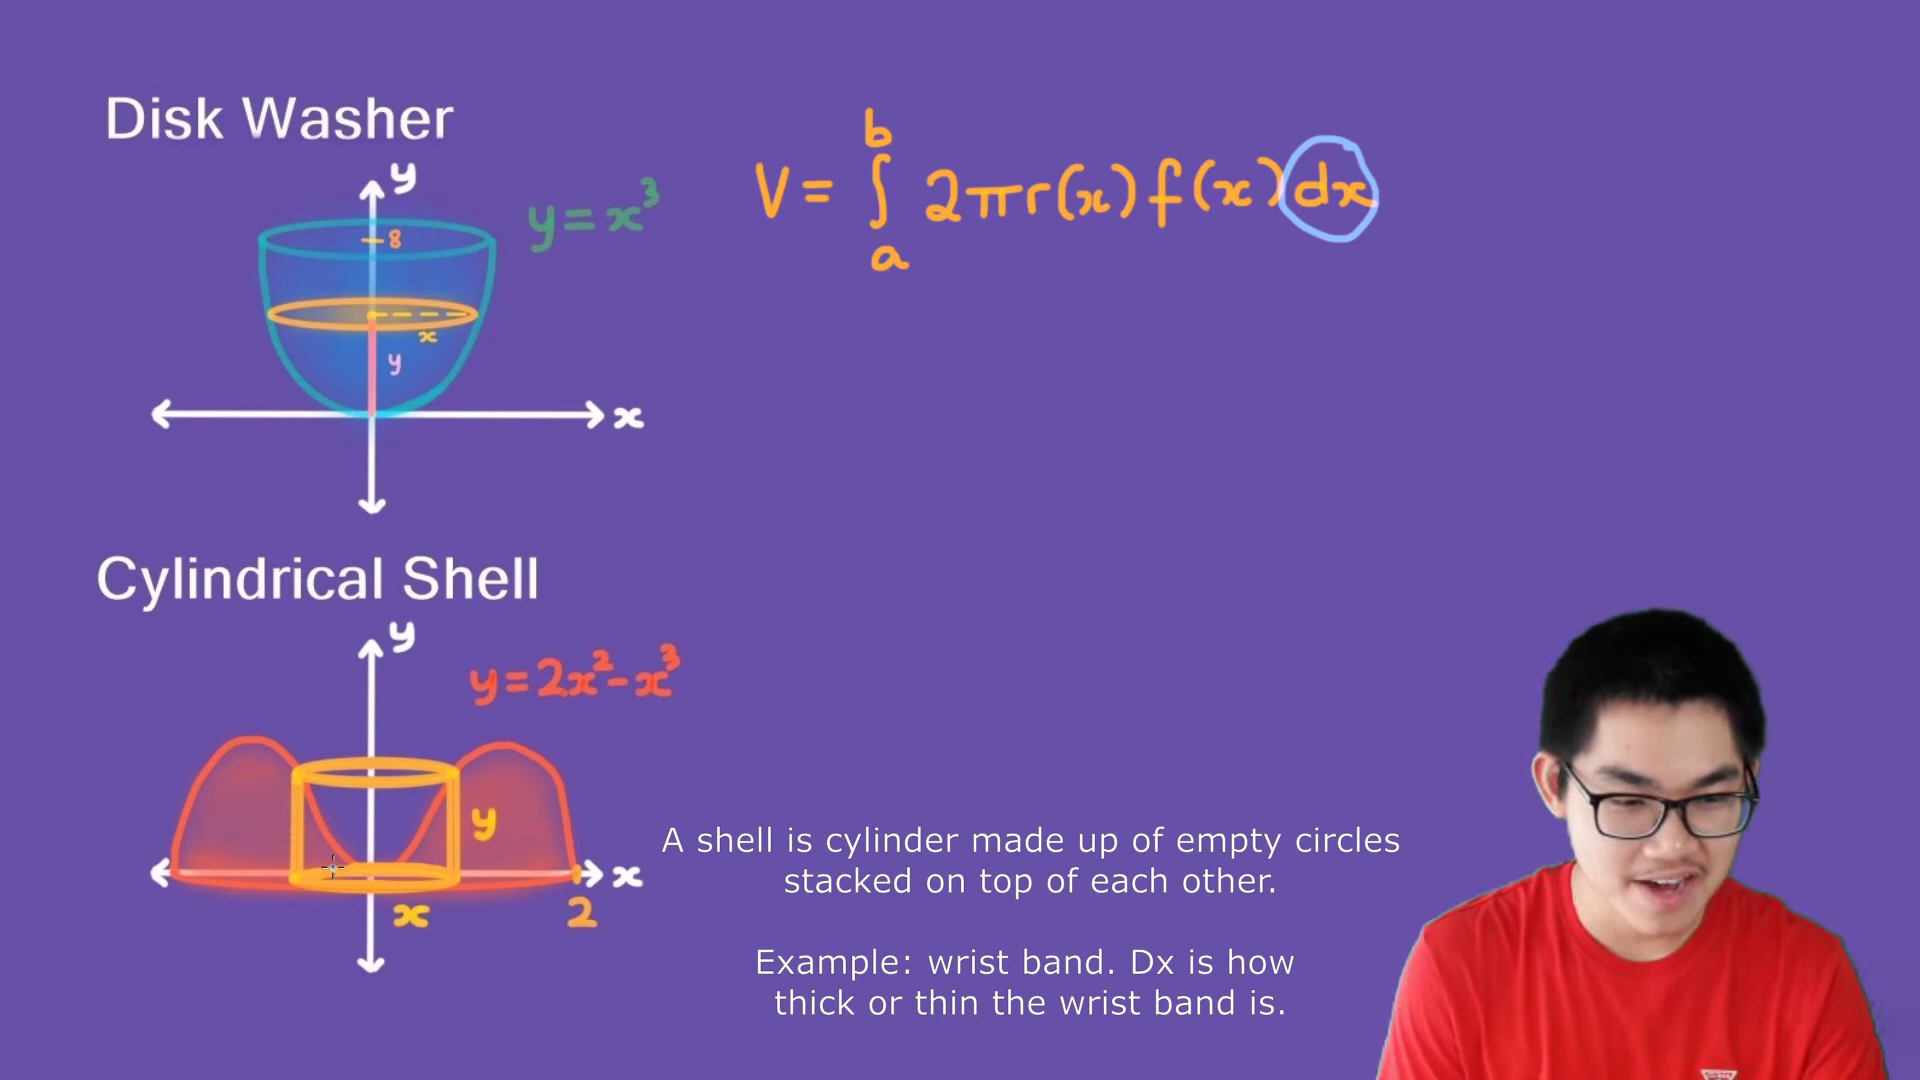 Disk Washer
y
y=x³
8
x
y
x
V = ∫ₐᵇ 2πr(x) f(x) dx
Cylindrical Shell
y
y=2x²-x³
y
x
x
2
A shell is cylinder made up of empty circles
stacked on top of each other.
Example: wrist band. Dx is how
thick or thin the wrist band is.